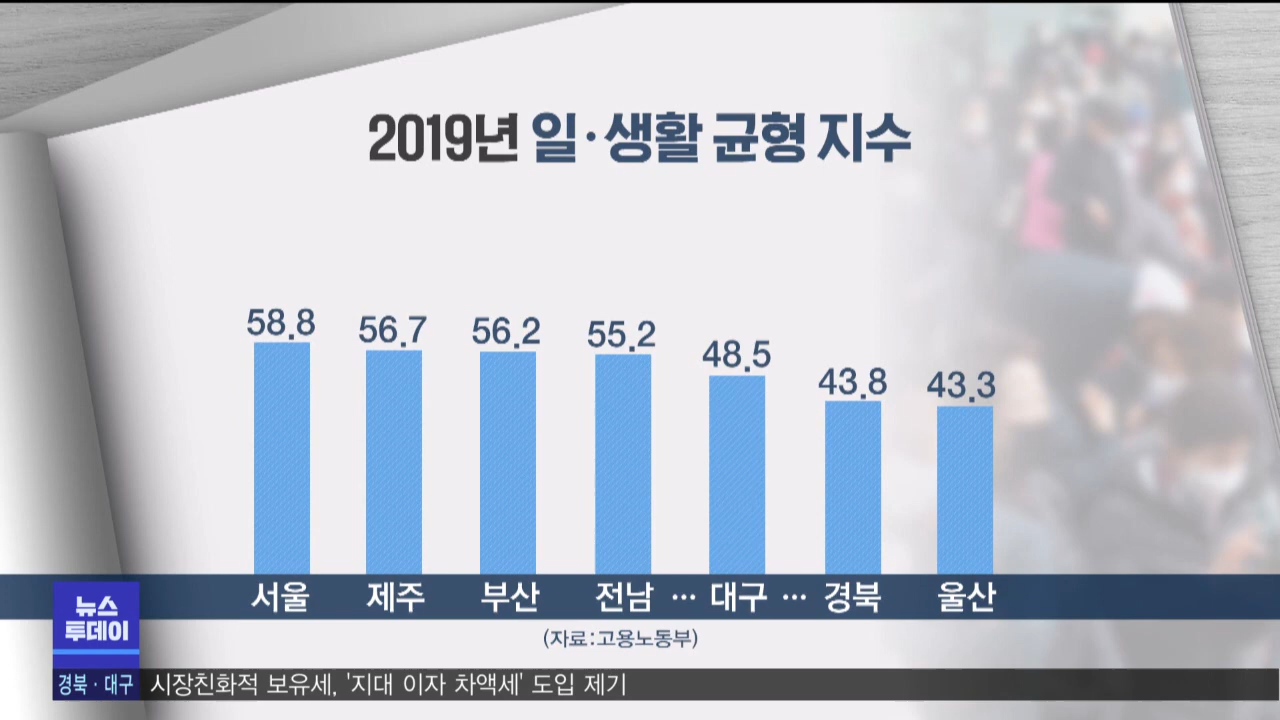 2019년 일·생활 균형 지수
58.8 56.7 56.2 55.2 48.5 43.8 43.3
서울 제주 부산 전남 … 대구 … 경북 울산
(자료:고용노동부)
뉴스
투데이
경북·대구 시장친화적 보유세, '지대 이자 차액세' 도입 제기